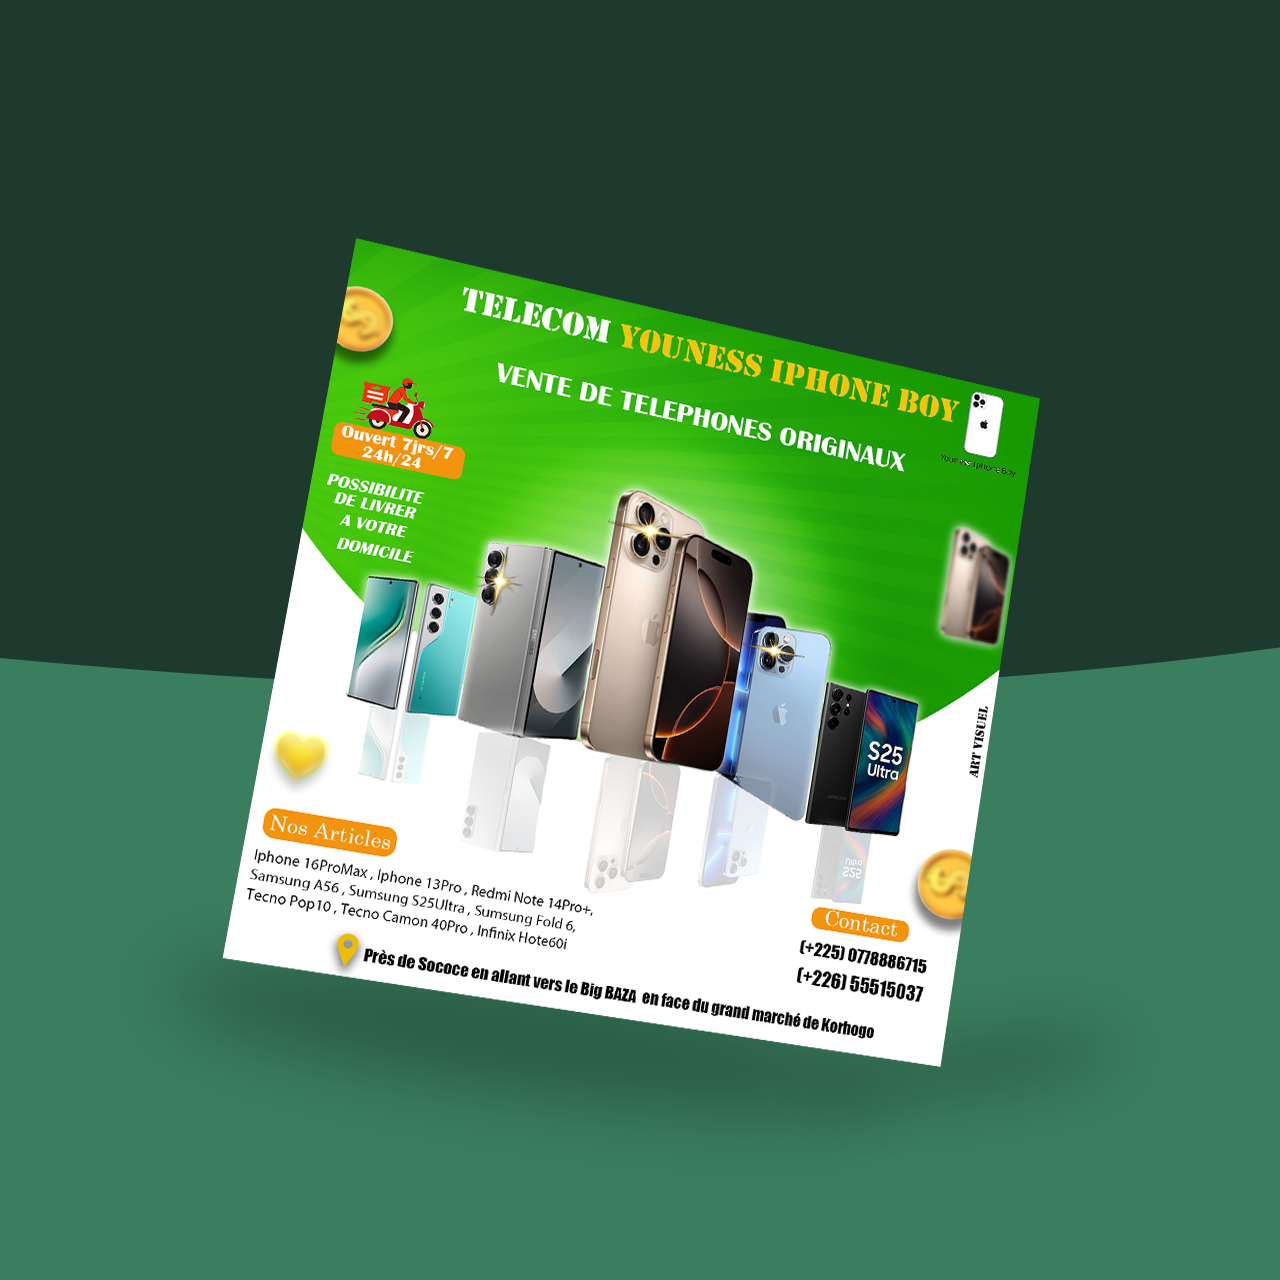 TELECOM YOUNESS IPHONE BOY
VENTE DE TELEPHONES ORIGINAUX
Youness Iphone Boy
Ouvert 7jrs/7
24h/24
POSSIBILITE
DE LIVRER
A VOTRE
DOMICILE
S25
Ultra
ART VISUEL
Nos Articles
Iphone 16ProMax , Iphone 13Pro , Redmi Note 14Pro+,
Samsung A56 , Sumsung S25Ultra , Sumsung Fold 6,
Tecno Pop10 , Tecno Camon 40Pro , Infinix Hote60i
Contact
(+225) 0778886715
(+226) 55515037
Près de Sococe en allant vers le Big BAZA en face du grand marché de Korhogo